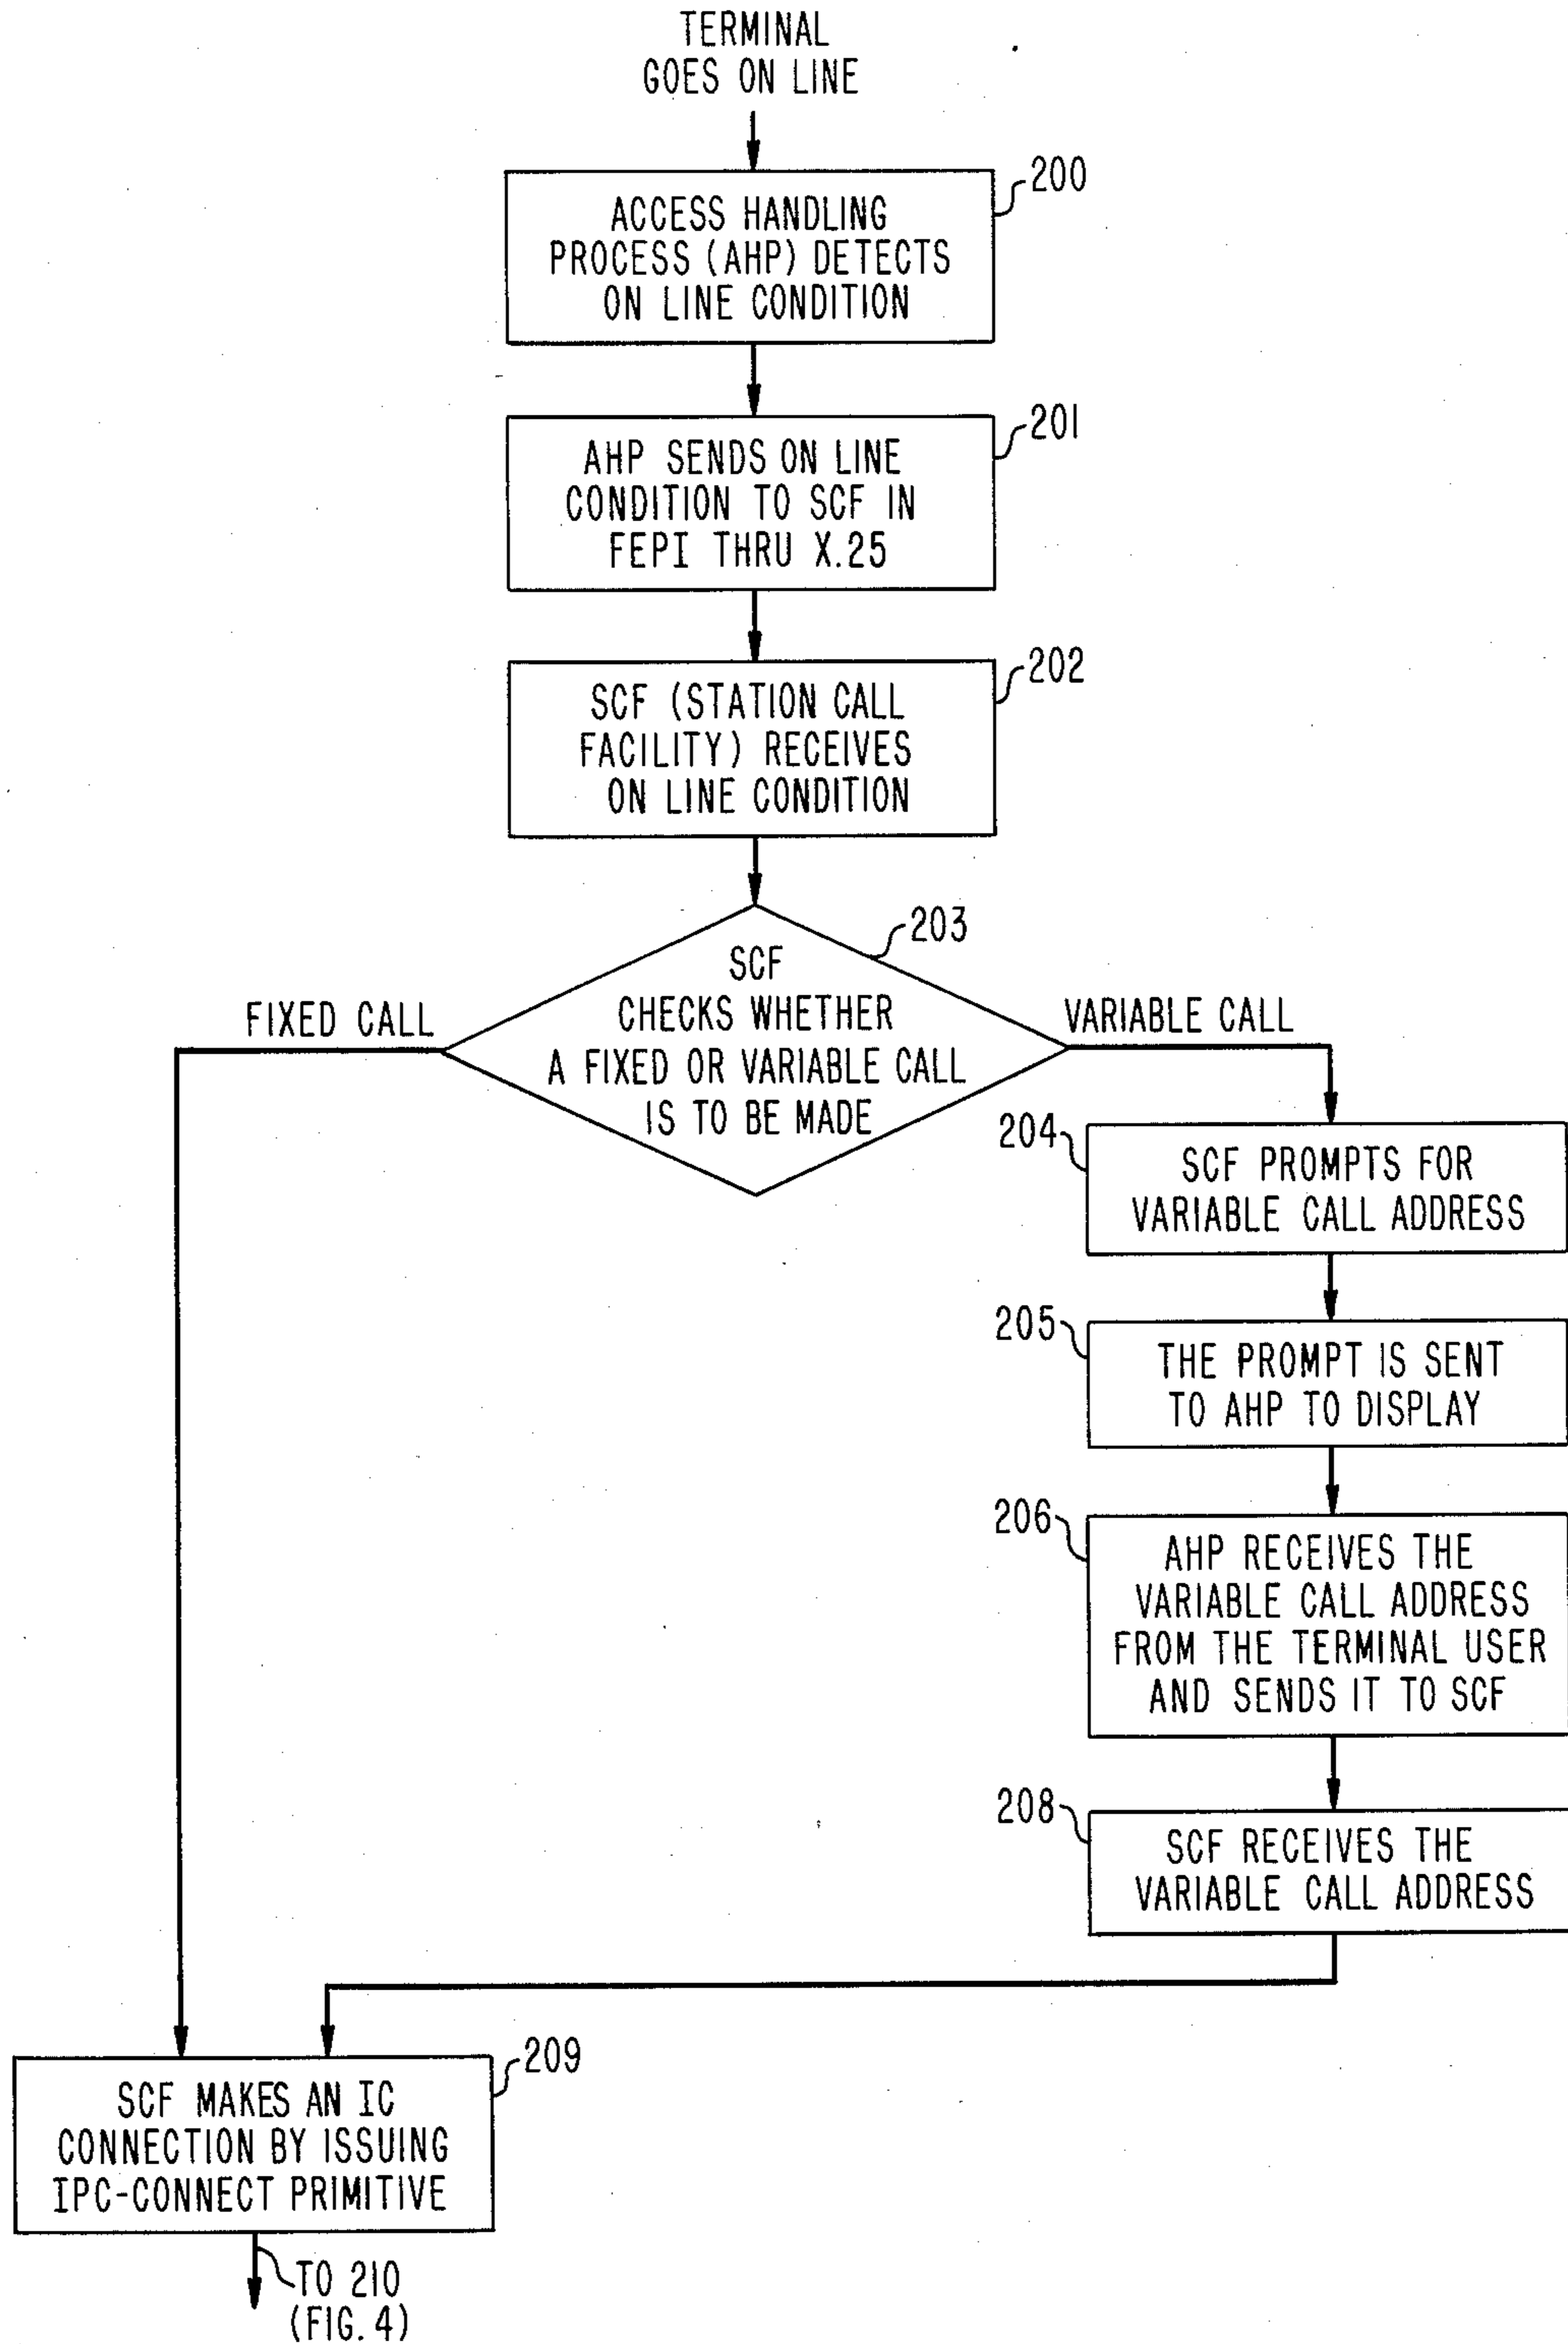 TERMINAL
GOES ON LINE
200
ACCESS HANDLING
PROCESS (AHP) DETECTS
ON LINE CONDITION
201
AHP SENDS ON LINE
CONDITION TO SCF IN
FEPI THRU X.25
202
SCF (STATION CALL
FACILITY) RECEIVES
ON LINE CONDITION
203
SCF
CHECKS WHETHER
A FIXED OR VARIABLE CALL
IS TO BE MADE
FIXED CALL
VARIABLE CALL
204
SCF PROMPTS FOR
VARIABLE CALL ADDRESS
205
THE PROMPT IS SENT
TO AHP TO DISPLAY
206
AHP RECEIVES THE
VARIABLE CALL ADDRESS
FROM THE TERMINAL USER
AND SENDS IT TO SCF
208
SCF RECEIVES THE
VARIABLE CALL ADDRESS
209
SCF MAKES AN IC
CONNECTION BY ISSUING
IPC-CONNECT PRIMITIVE
TO 210
(FIG. 4)